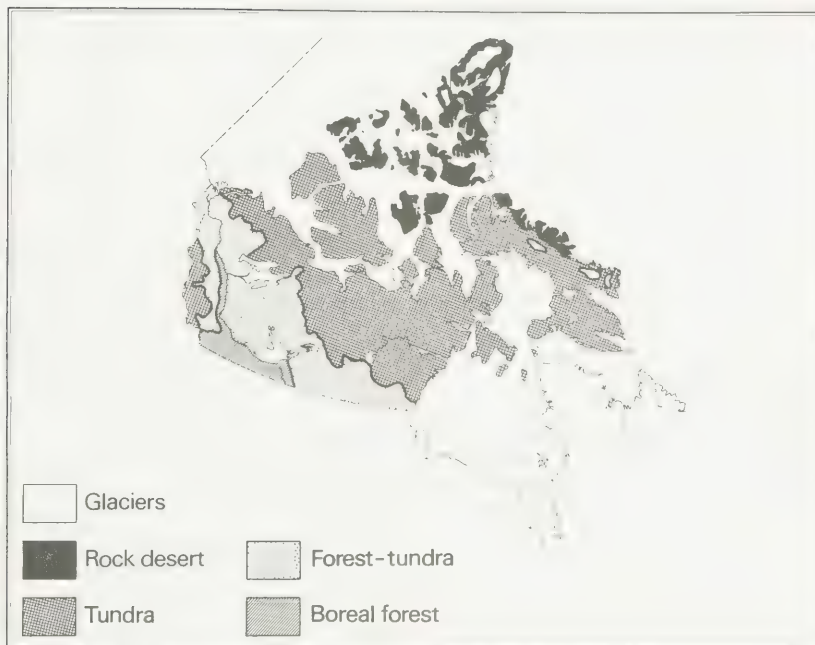 Glaciers
Rock desert
Forest-tundra
Tundra
Boreal forest